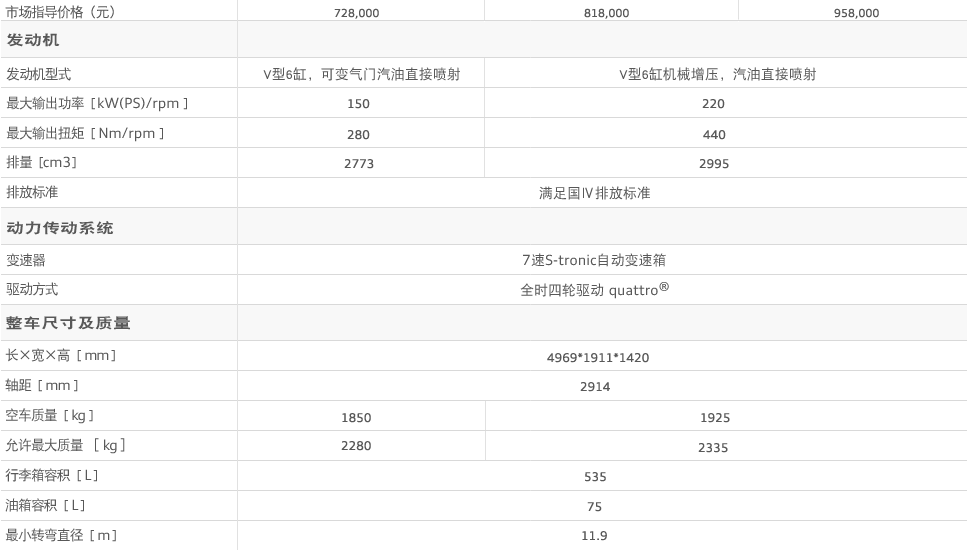 市场指导价格（元） 728,000 818,000 958,000
发动机
发动机型式 V型6缸，可变气门汽油直接喷射 V型6缸机械增压，汽油直接喷射
最大输出功率［kW(PS)/rpm］ 150 220
最大输出扭矩［Nm/rpm］ 280 440
排量［cm3］ 2773 2995
排放标准 满足国Ⅳ排放标准
动力传动系统
变速器 7速S-tronic自动变速箱
驱动方式 全时四轮驱动 quattro®
整车尺寸及质量
长×宽×高［mm］ 4969*1911*1420
轴距［mm］ 2914
空车质量［kg］ 1850 1925
允许最大质量［kg］ 2280 2335
行李箱容积［L］ 535
油箱容积［L］ 75
最小转弯直径［m］ 11.9